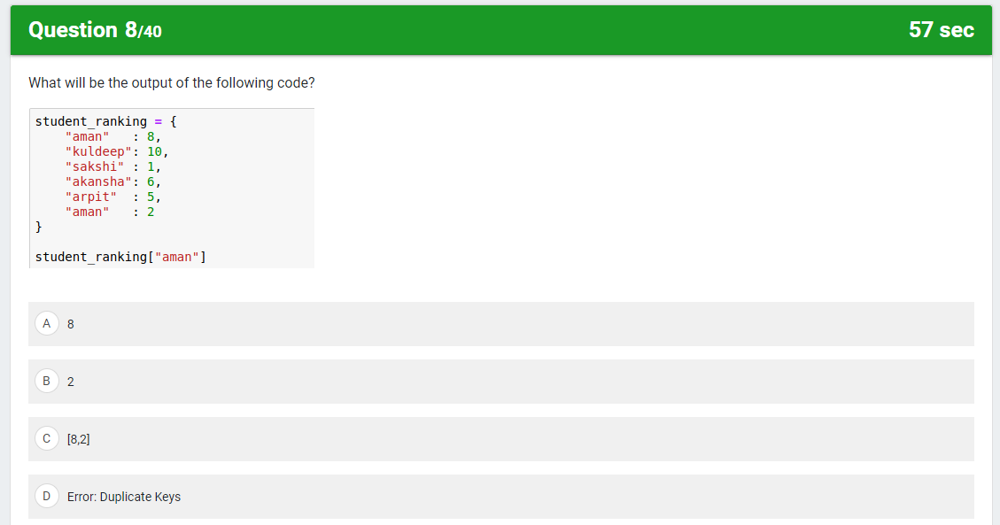 Question 8/40
57 sec
What will be the output of the following code?
student_ranking = {
    "aman"   : 8,
    "kuldeep": 10,
    "sakshi" : 1,
    "akansha": 6,
    "arpit"  : 5,
    "aman"   : 2
}
student_ranking["aman"]
A 8
B 2
C [8,2]
D Error: Duplicate Keys